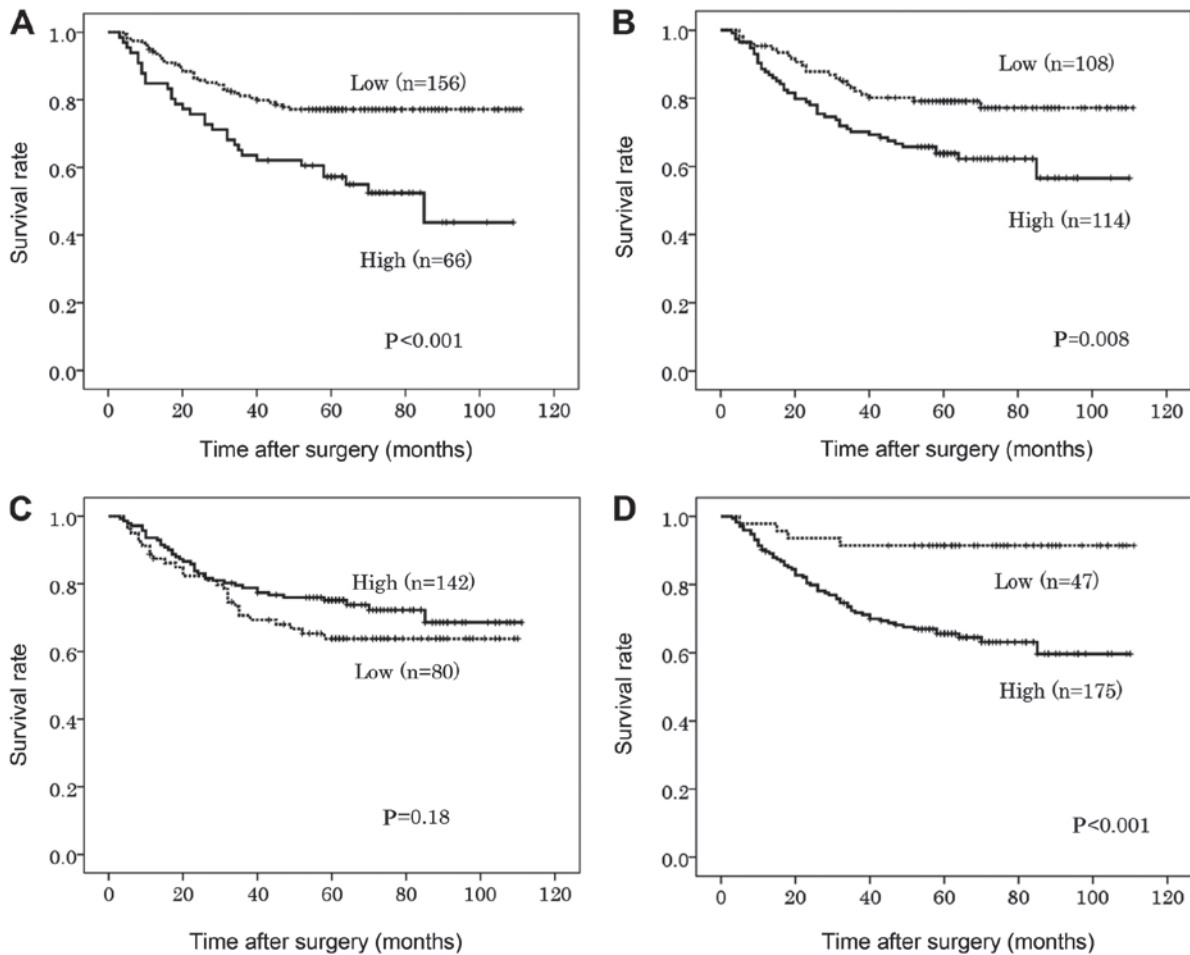 A
1.0
0.8
0.6
0.4
0.2
0.0
Survival rate
Low (n=156)
High (n=66)
P<0.001
0 20 40 60 80 100 120
Time after surgery (months)
B
1.0
0.8
0.6
0.4
0.2
0.0
Survival rate
Low (n=108)
High (n=114)
P=0.008
0 20 40 60 80 100 120
Time after surgery (months)
C
1.0
0.8
0.6
0.4
0.2
0.0
Survival rate
High (n=142)
Low (n=80)
P=0.18
0 20 40 60 80 100 120
Time after surgery (months)
D
1.0
0.8
0.6
0.4
0.2
0.0
Survival rate
Low (n=47)
High (n=175)
P<0.001
0 20 40 60 80 100 120
Time after surgery (months)